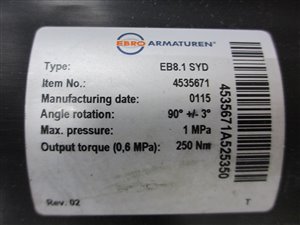 EBRO ARMATUREN®
Type: EB8.1 SYD
Item No.: 4535671
Manufacturing date: 0115
Angle rotation: 90° +/- 3°
Max. pressure: 1 MPa
Output torque (0,6 MPa): 250 Nm
Rev. 02
T
4535671A525350